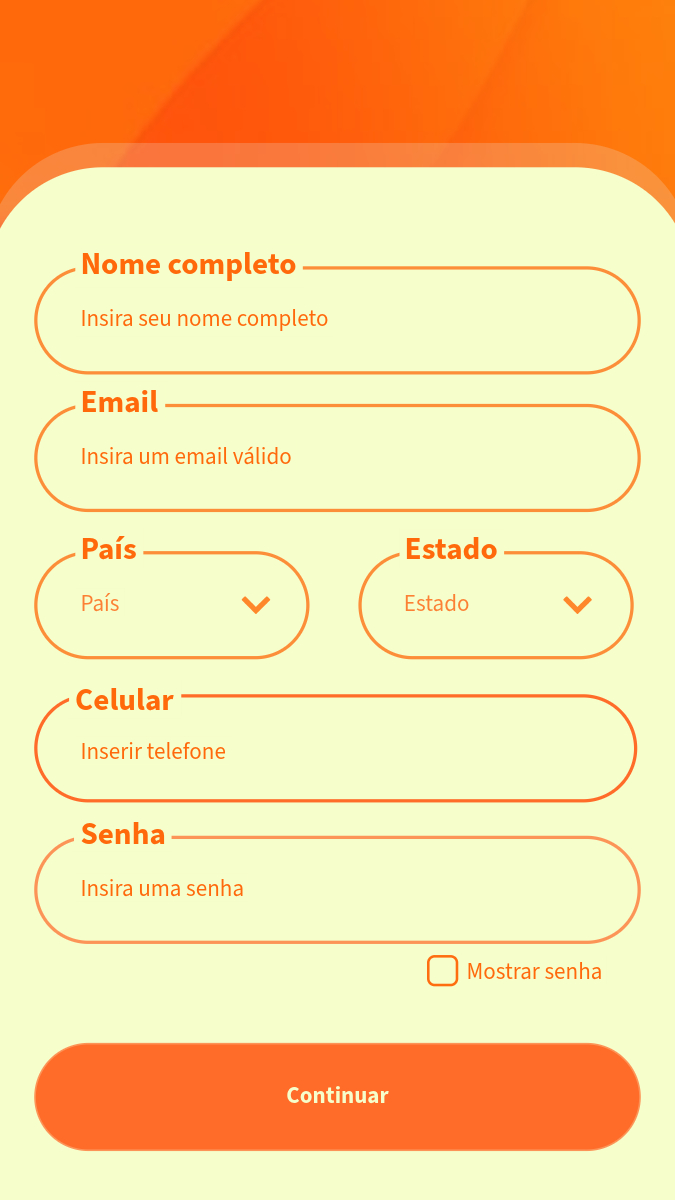 Nome completo
Insira seu nome completo
Email
Insira um email válido
País
País
Estado
Estado
Celular
Inserir telefone
Senha
Insira uma senha
Mostrar senha
Continuar